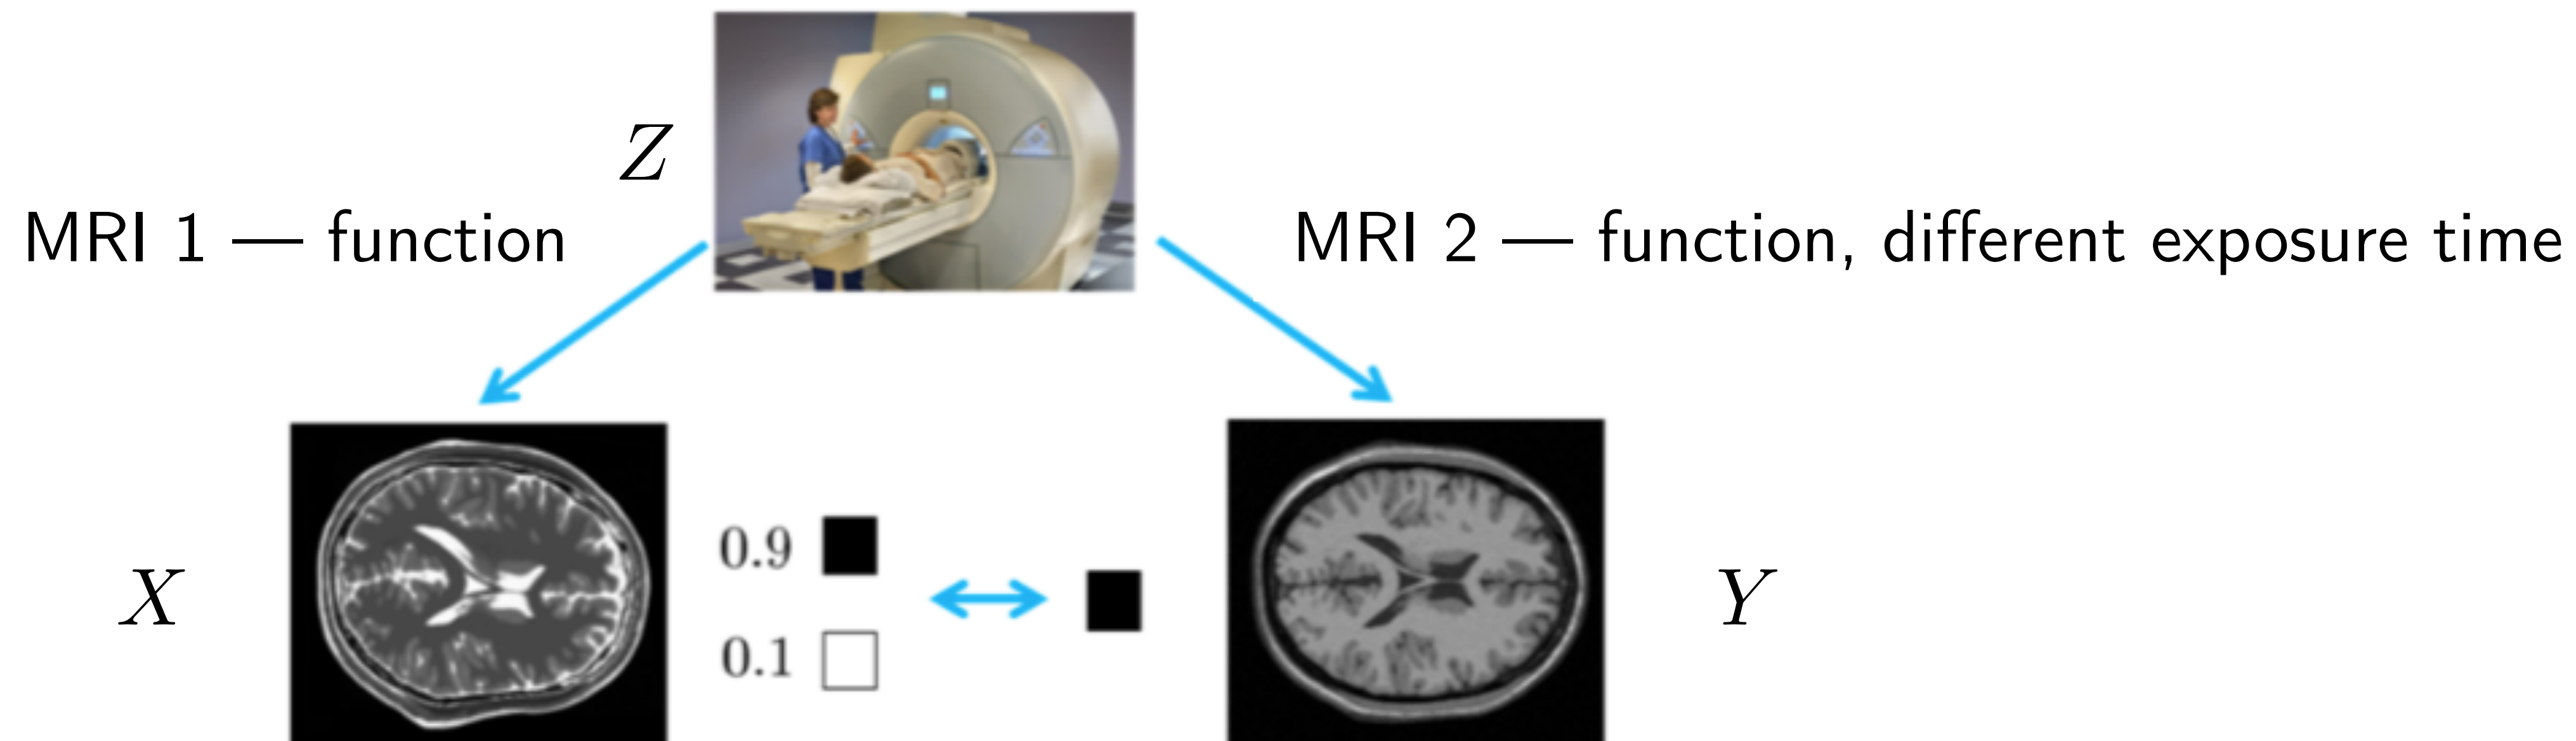 Z
MRI 1 — function
MRI 2 — function, different exposure time
X
0.9
0.1
Y